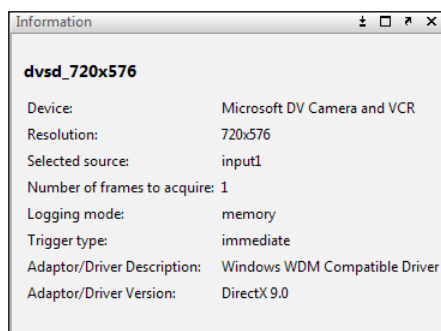 Information
dvsd_720x576
Device: Microsoft DV Camera and VCR
Resolution: 720x576
Selected source: input1
Number of frames to acquire: 1
Logging mode: memory
Trigger type: immediate
Adaptor/Driver Description: Windows WDM Compatible Driver
Adaptor/Driver Version: DirectX 9.0